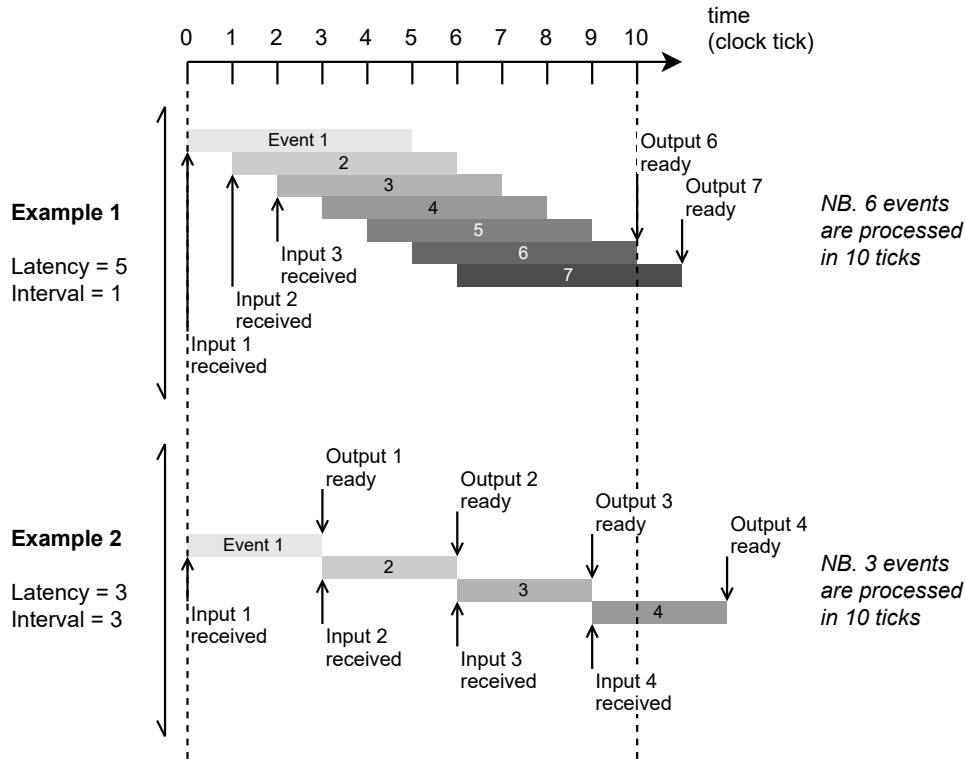 time
(clock tick)
0 1 2 3 4 5 6 7 8 9 10
Example 1
Latency = 5
Interval = 1
Event 1
2
3
4
5
6
7
Input 1
received
Input 2
received
Input 3
received
Output 6
ready
Output 7
ready
NB. 6 events
are processed
in 10 ticks
Example 2
Latency = 3
Interval = 3
Output 1
ready
Output 2
ready
Output 3
ready
Output 4
ready
Event 1
2
3
4
Input 1
received
Input 2
received
Input 3
received
Input 4
received
NB. 3 events
are processed
in 10 ticks